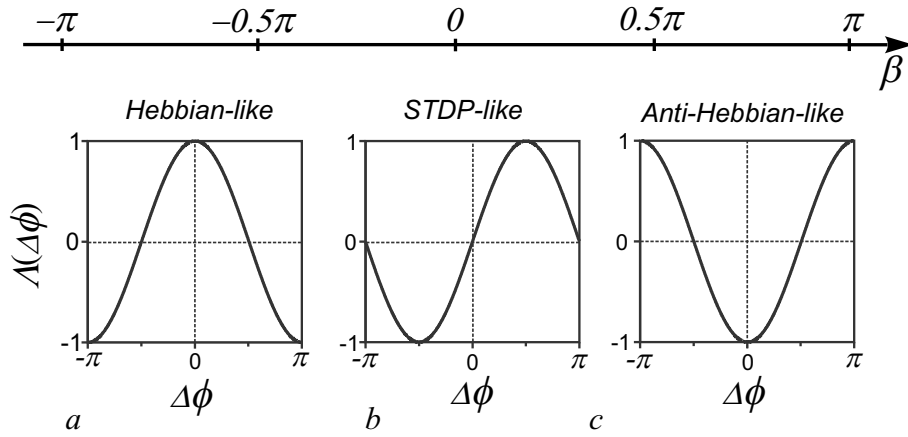 −π −0.5π 0 0.5π π
β
Hebbian-like STDP-like Anti-Hebbian-like
Λ(Δϕ)
1 1 1
0 0 0
-1 -1 -1
-π 0 π -π 0 π -π 0 π
Δϕ Δϕ Δϕ
a b c